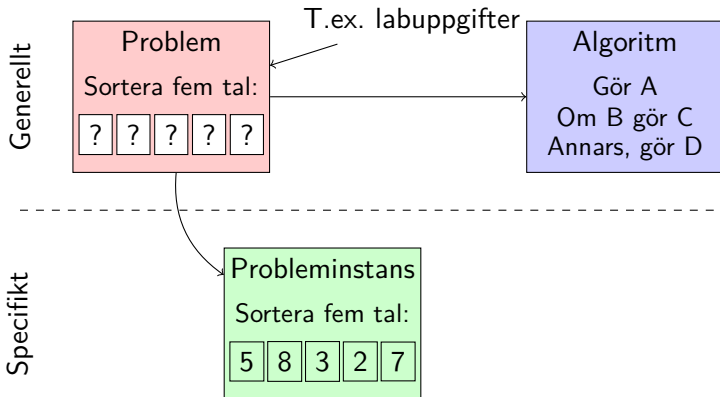 T.ex. labuppgifter
Generellt
Problem
Sortera fem tal:
? ? ? ? ?
Algoritm
Gör A
Om B gör C
Annars, gör D
Specifikt
Probleminstans
Sortera fem tal:
5 8 3 2 7